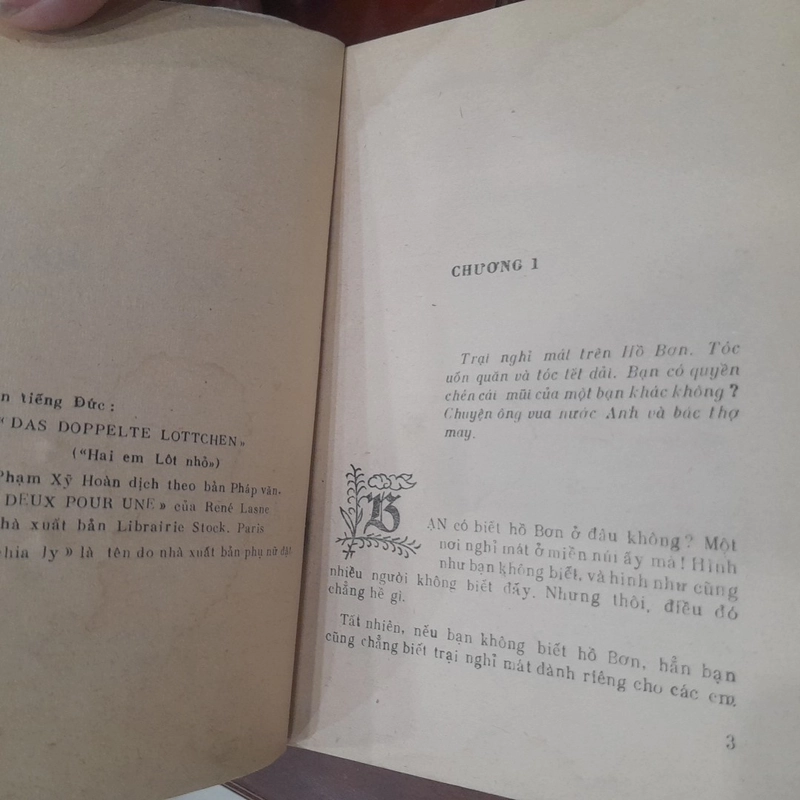 n tiếng Đức :
"DAS DOPPELTE LOTTCHEN»
("Hai em Lôt nhỏ»)
Phạm Xỹ Hoàn dịch theo bản Pháp văn,
DEUX POUR UNE» của René Lasne
hà xuất bản Librairie Stock. Paris
chia ly» là tên do nhà xuất bản phụ nữ đặt
CHƯƠNG 1
Trại nghỉ mát trên Hồ Bơn. Tóc
uốn quăn và tóc tết dài. Bạn có quyền
chén cái mũi của một bạn khác không ?
Chuyện ông vua nước Anh và bác thợ
may.
BẠN có biết hồ Bơn ở đâu không? Một
nơi nghỉ mát ở miền núi ấy mà! Hình
như bạn không biết, và hình như cũng
nhiều người không biết đấy. Nhưng thôi, điều đó
chẳng hề gì.
Tất nhiên, nếu bạn không biết hồ Bơn, hẳn bạn
cũng chẳng biết trại nghỉ mát dành riêng cho các em
3